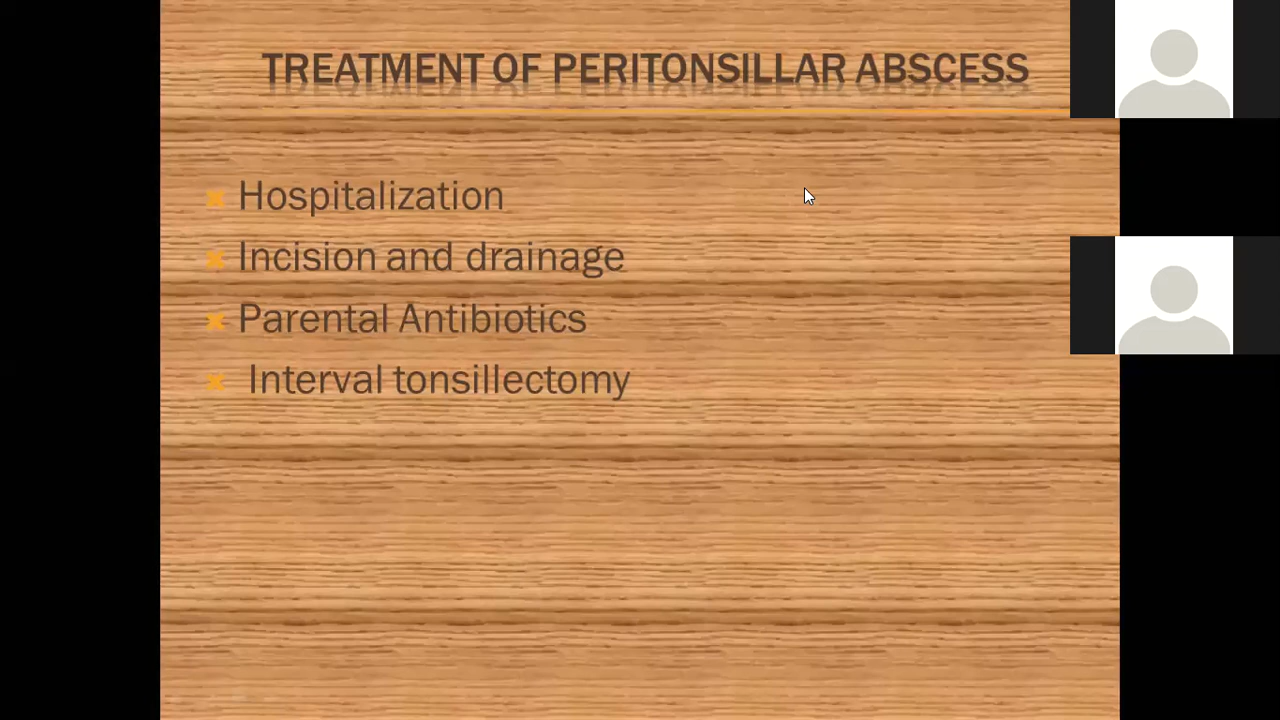 TREATMENT OF PERITONSILLAR ABSCESS
Hospitalization
Incision and drainage
Parental Antibiotics
Interval tonsillectomy